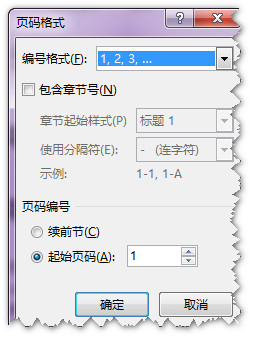 页码格式
编号格式(F): 1, 2, 3, ...
包含章节号(N)
章节起始样式(P) 标题 1
使用分隔符(E): - (连字符)
示例: 1-1, 1-A
页码编号
续前节(C)
起始页码(A): 1
确定 取消